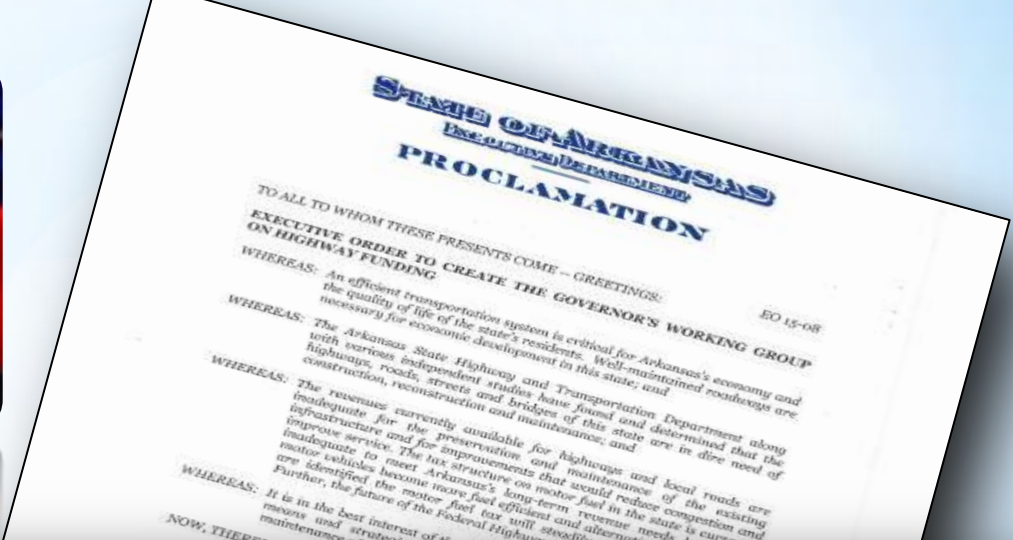 STATE OF ARKANSAS
EXECUTIVE DEPARTMENT
PROCLAMATION
TO ALL TO WHOM THESE PRESENTS COME – GREETINGS:
EO 15-08
EXECUTIVE ORDER TO CREATE THE GOVERNOR'S WORKING GROUP
ON HIGHWAY FUNDING
WHEREAS: An efficient transportation system is critical for Arkansas's economy and
the quality of life of the state's residents. Well-maintained roadways are
necessary for economic development in this state; and
WHEREAS: The Arkansas State Highway and Transportation Department along
with various independent studies have found and determined that the
highways, roads, streets and bridges of this state are in dire need of
construction, reconstruction and maintenance; and
WHEREAS: The revenues currently available for highways and local roads are
inadequate for the preservation and maintenance of the existing
infrastructure and for improvements that would reduce congestion and
improve service. The tax structure on motor fuel in the state is
inadequate to meet Arkansas's long-term revenue needs.
motor vehicles become more fuel efficient and
are identified, the motor fuel tax will
Further, the future of the Federal
WHEREAS: It is in the best interest of
means and
maintenance
NOW,